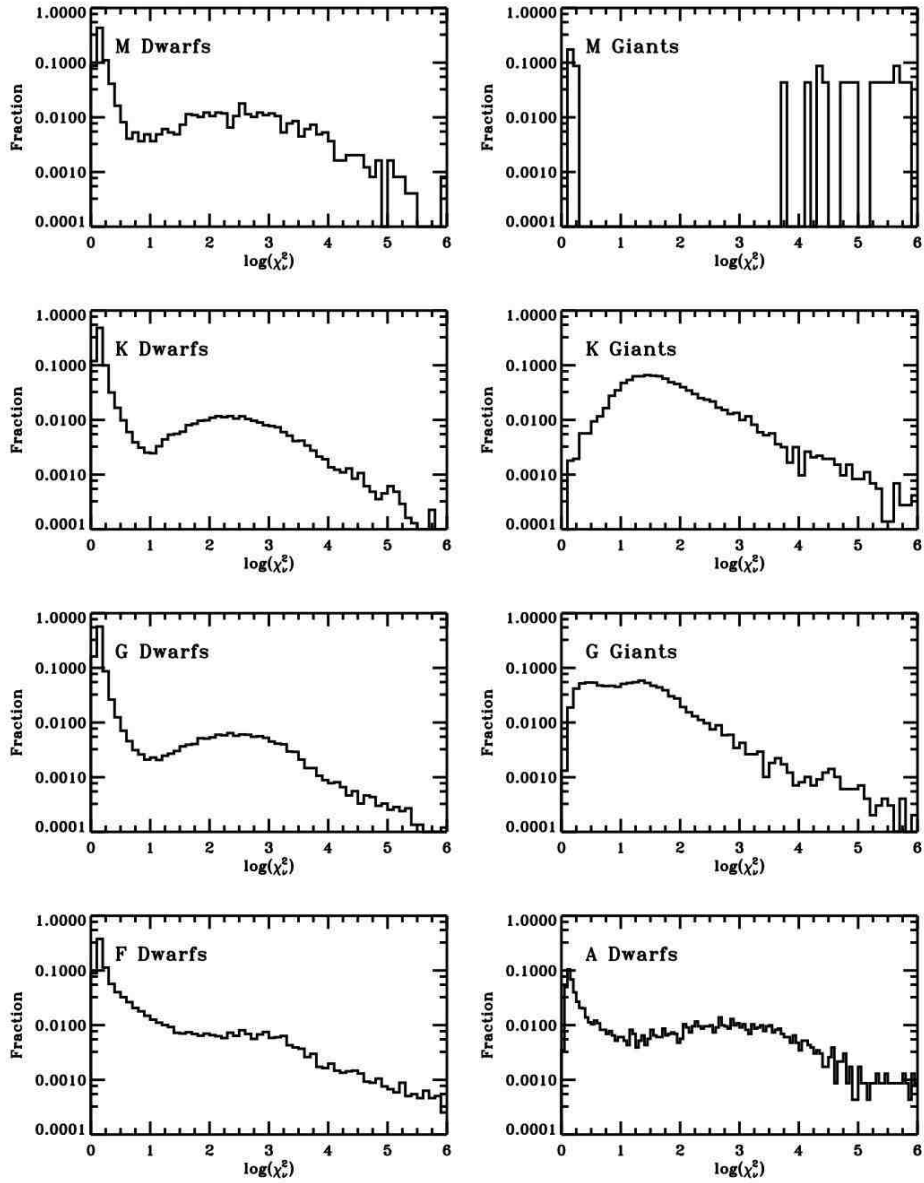 M Dwarfs
Fraction
1.0000
0.1000
0.0100
0.0010
0.0001
0 1 2 3 4 5 6
log(χ²ᵥ)
M Giants
Fraction
1.0000
0.1000
0.0100
0.0010
0.0001
0 1 2 3 4 5 6
log(χ²ᵥ)
K Dwarfs
Fraction
1.0000
0.1000
0.0100
0.0010
0.0001
0 1 2 3 4 5 6
log(χ²ᵥ)
K Giants
Fraction
1.0000
0.1000
0.0100
0.0010
0.0001
0 1 2 3 4 5 6
log(χ²ᵥ)
G Dwarfs
Fraction
1.0000
0.1000
0.0100
0.0010
0.0001
0 1 2 3 4 5 6
log(χ²ᵥ)
G Giants
Fraction
1.0000
0.1000
0.0100
0.0010
0.0001
0 1 2 3 4 5 6
log(χ²ᵥ)
F Dwarfs
Fraction
1.0000
0.1000
0.0100
0.0010
0.0001
0 1 2 3 4 5 6
log(χ²ᵥ)
A Dwarfs
Fraction
1.0000
0.1000
0.0100
0.0010
0.0001
0 1 2 3 4 5 6
log(χ²ᵥ)